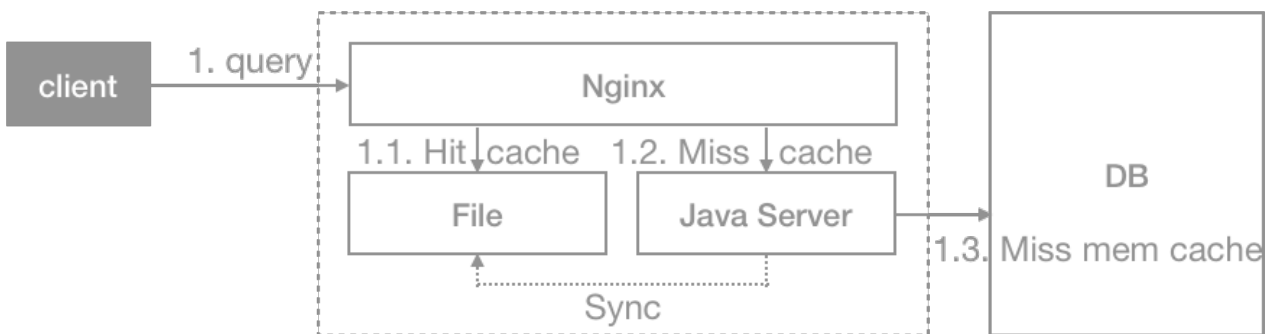 client
1. query
Nginx
1.1. Hit cache
1.2. Miss cache
File
Java Server
DB
1.3. Miss mem cache
Sync